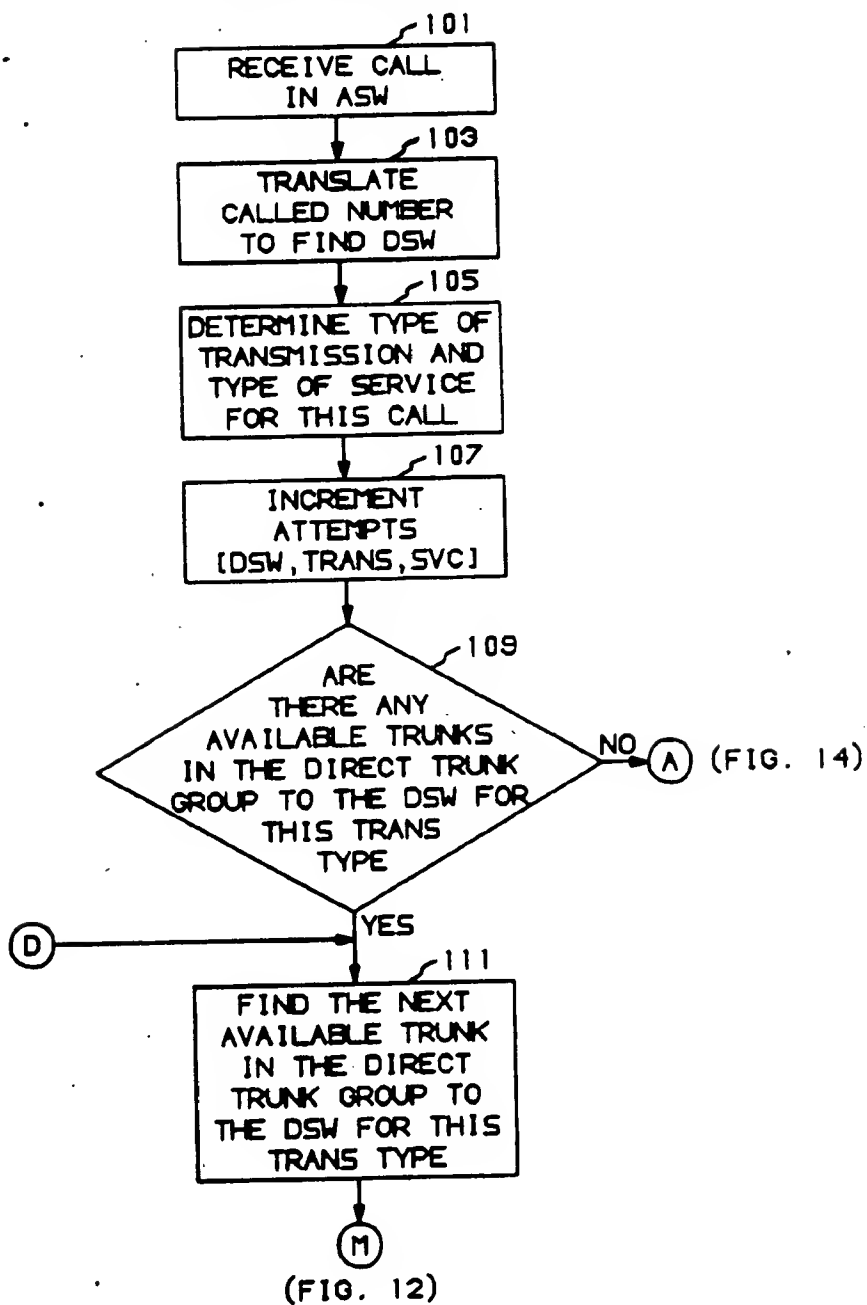 101
RECEIVE CALL
IN ASW
103
TRANSLATE
CALLED NUMBER
TO FIND DSW
105
DETERMINE TYPE OF
TRANSMISSION AND
TYPE OF SERVICE
FOR THIS CALL
107
INCREMENT
ATTEMPTS
[DSW,TRANS,SVC]
109
ARE
THERE ANY
AVAILABLE TRUNKS
IN THE DIRECT TRUNK
GROUP TO THE DSW FOR
THIS TRANS
TYPE
NO
A (FIG. 14)
YES
D
111
FIND THE NEXT
AVAILABLE TRUNK
IN THE DIRECT
TRUNK GROUP TO
THE DSW FOR THIS
TRANS TYPE
M
(FIG. 12)